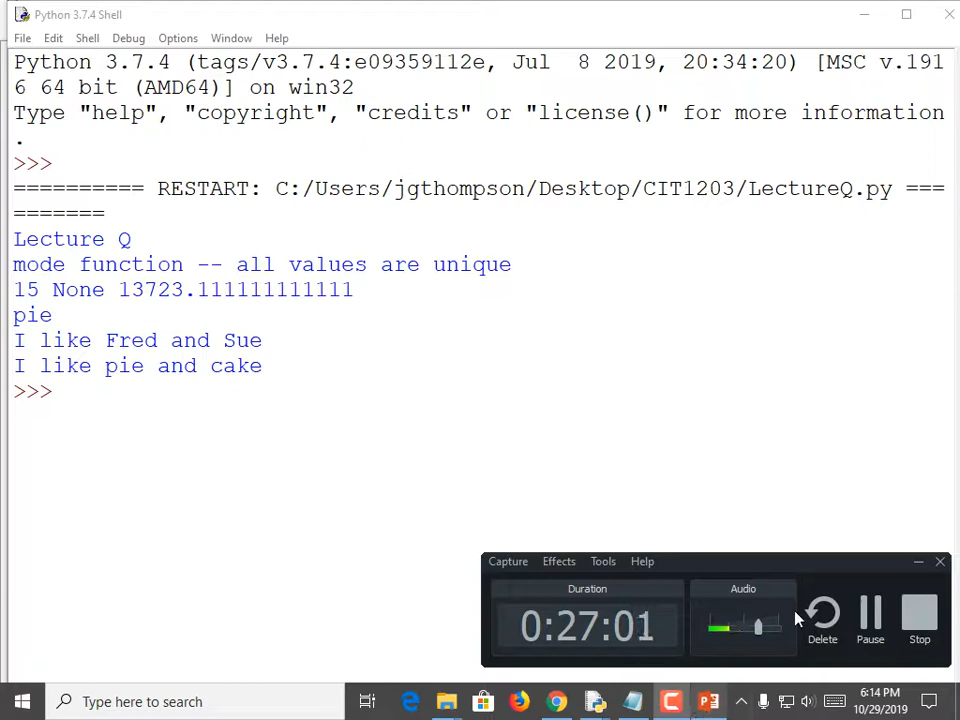 Python 3.7.4 Shell
File Edit Shell Debug Options Window Help
Python 3.7.4 (tags/v3.7.4:e09359112e, Jul  8 2019, 20:34:20) [MSC v.191
6 64 bit (AMD64)] on win32
Type "help", "copyright", "credits" or "license()" for more information
.
>>>
========== RESTART: C:/Users/jgthompson/Desktop/CIT1203/LectureQ.py ===
=======
Lecture Q
mode function -- all values are unique
15 None 13723.111111111111
pie
I like Fred and Sue
I like pie and cake
>>>
Capture Effects Tools Help
Duration
Audio
0:27:01
Delete Pause Stop
Type here to search
6:14 PM
10/29/2019